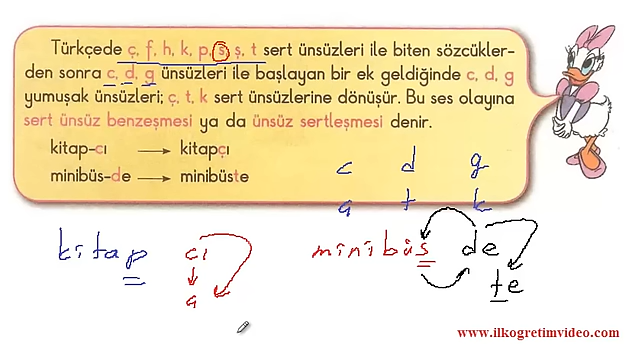 Türkçede ç, f, h, k, p, s, ş, t sert ünsüzleri ile biten sözcükler-
den sonra c, d, g ünsüzleri ile başlayan bir ek geldiğinde c, d, g
yumuşak ünsüzleri; ç, t, k sert ünsüzlerine dönüşür. Bu ses olayına
sert ünsüz benzeşmesi ya da ünsüz sertleşmesi denir.
kitap-cı → kitapçı
minibüs-de → minibüste
c d g
ç t k
kitap cı minibüs de
ç te
www.ilkogretimvideo.com